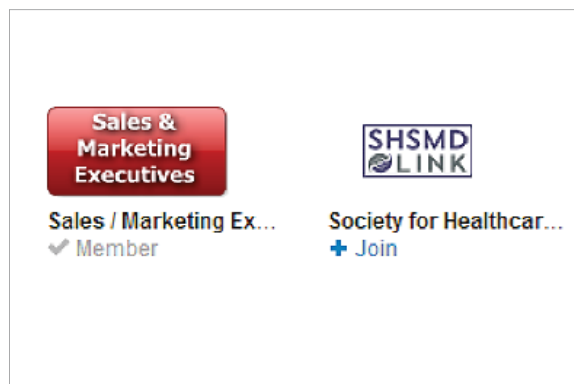 Sales &
Marketing
Executives
Sales / Marketing Ex...
Member
SHSMD
LINK
Society for Healthcar...
Join